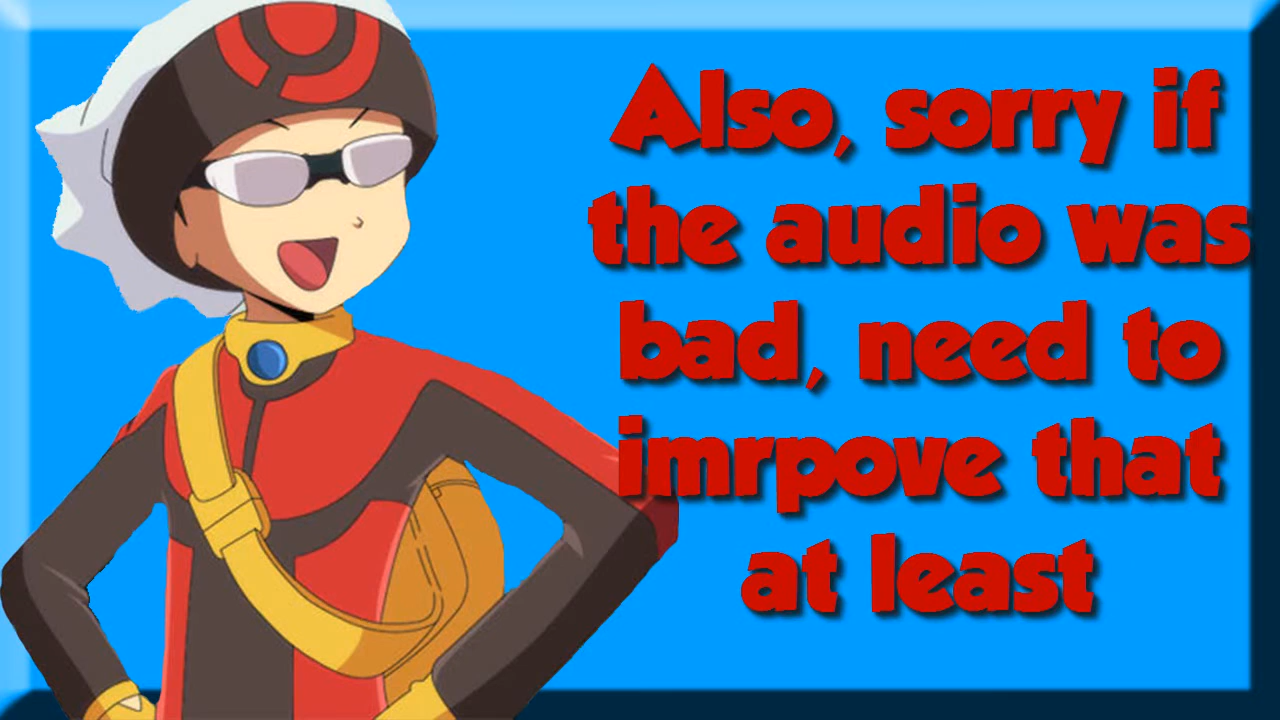 Also, sorry if
the audio was
bad, need to
imrpove that
at least